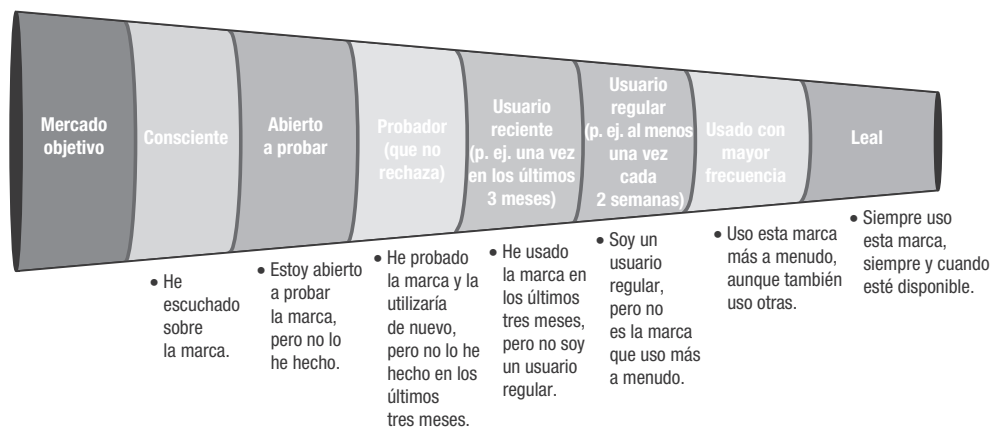 Mercado
objetivo
Consciente
Abierto
a probar
Probador
(que no
rechaza)
Usuario
reciente
(p. ej. una vez
en los últimos
3 meses)
Usuario
regular
(p. ej. al menos
una vez
cada
2 semanas)
Usado con
mayor
frecuencia
Leal
• He
escuchado
sobre
la marca.
• Estoy abierto
a probar
la marca,
pero no lo
he hecho.
• He probado
la marca y la
utilizaría
de nuevo,
pero no lo he
hecho en los
últimos
tres meses.
• He usado
la marca en
los últimos
tres meses,
pero no soy
un usuario
regular.
• Soy un
usuario
regular,
pero no
es la marca
que uso más
a menudo.
• Uso esta marca
más a menudo,
aunque también
uso otras.
• Siempre uso
esta marca,
siempre y cuando
esté disponible.